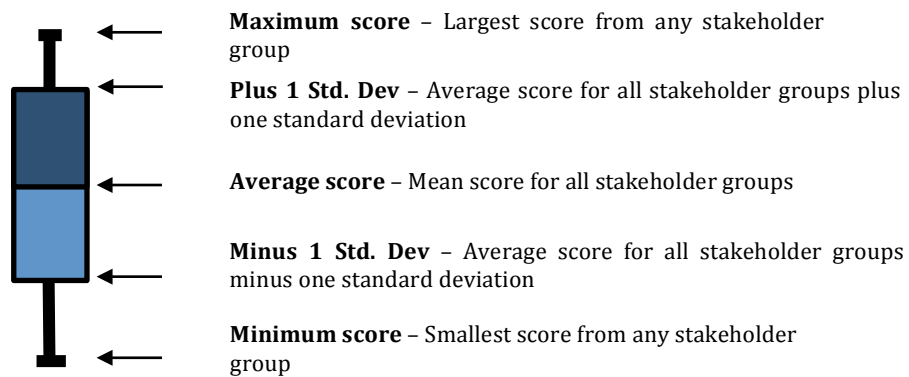 Maximum score – Largest score from any stakeholder
group
Plus 1 Std. Dev – Average score for all stakeholder groups plus
one standard deviation
Average score – Mean score for all stakeholder groups
Minus 1 Std. Dev – Average score for all stakeholder groups
minus one standard deviation
Minimum score – Smallest score from any stakeholder
group